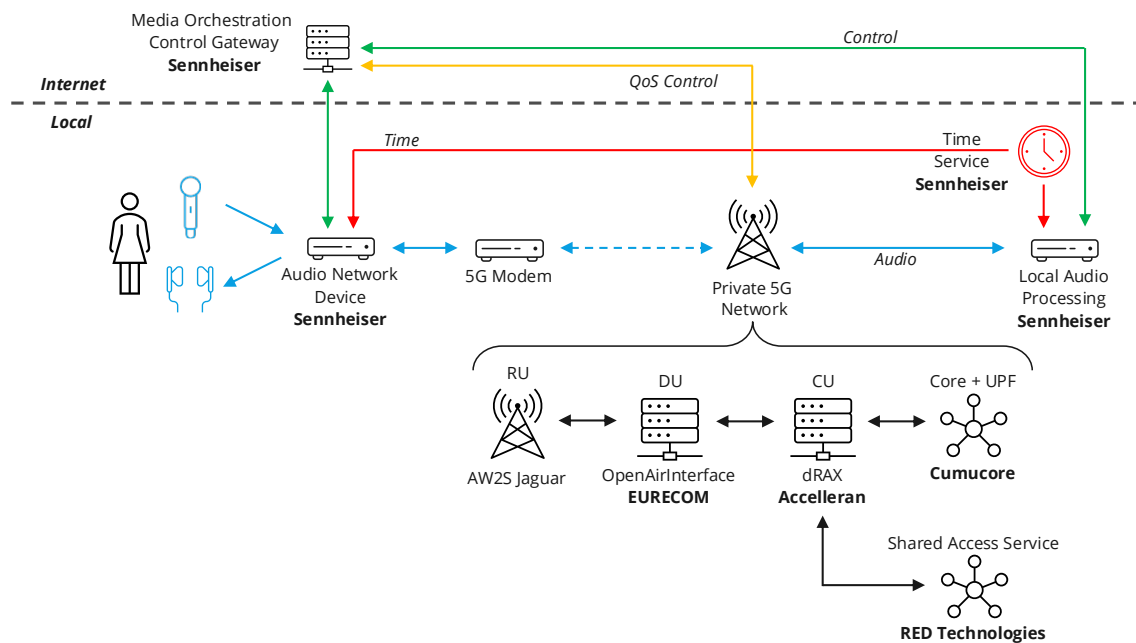 Media Orchestration
Control Gateway
Sennheiser
Control
QoS Control
Internet
Local
Time
Time
Service
Sennheiser
Audio Network
Device
Sennheiser
5G Modem
Private 5G
Network
Audio
Local Audio
Processing
Sennheiser
RU
DU
CU
Core + UPF
AW2S Jaguar
OpenAirInterface
EURECOM
dRAX
Accelleran
Cumucore
Shared Access Service
RED Technologies